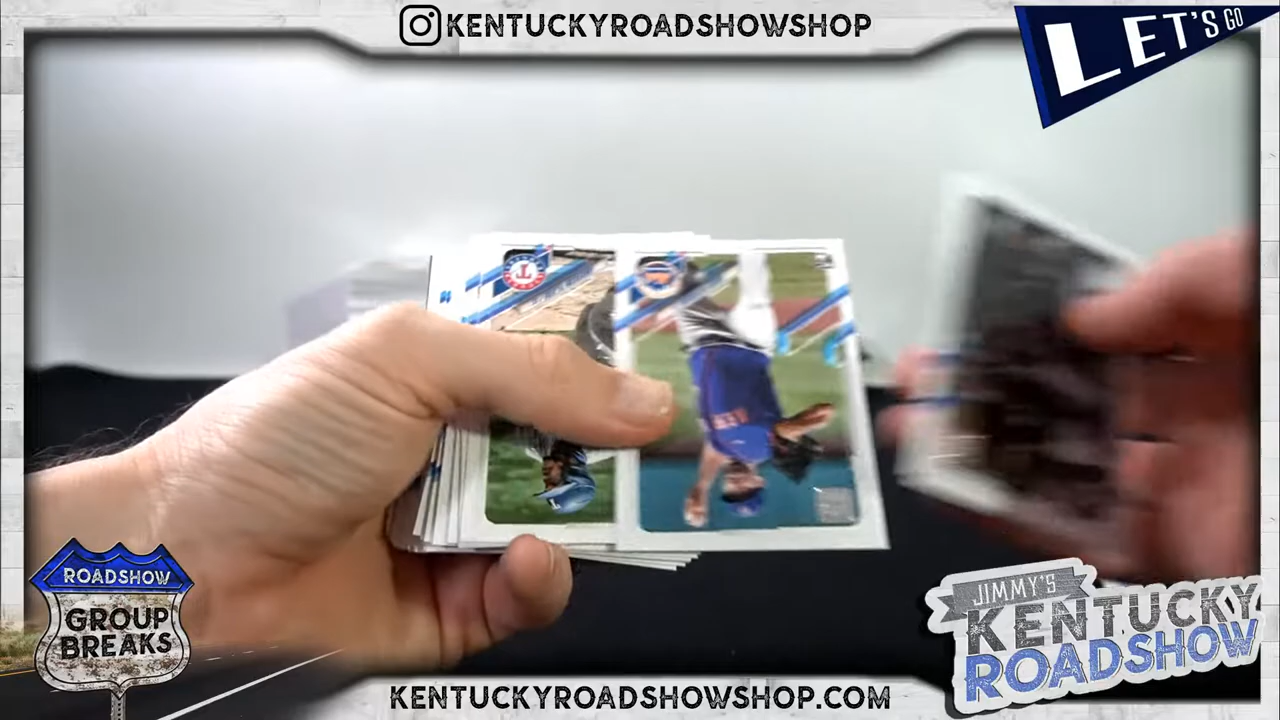 KENTUCKYROADSHOWSHOP
LET'S GO
ROADSHOW
GROUP
BREAKS
JIMMY'S
KENTUCKY
ROADSHOW
KENTUCKYROADSHOWSHOP.COM